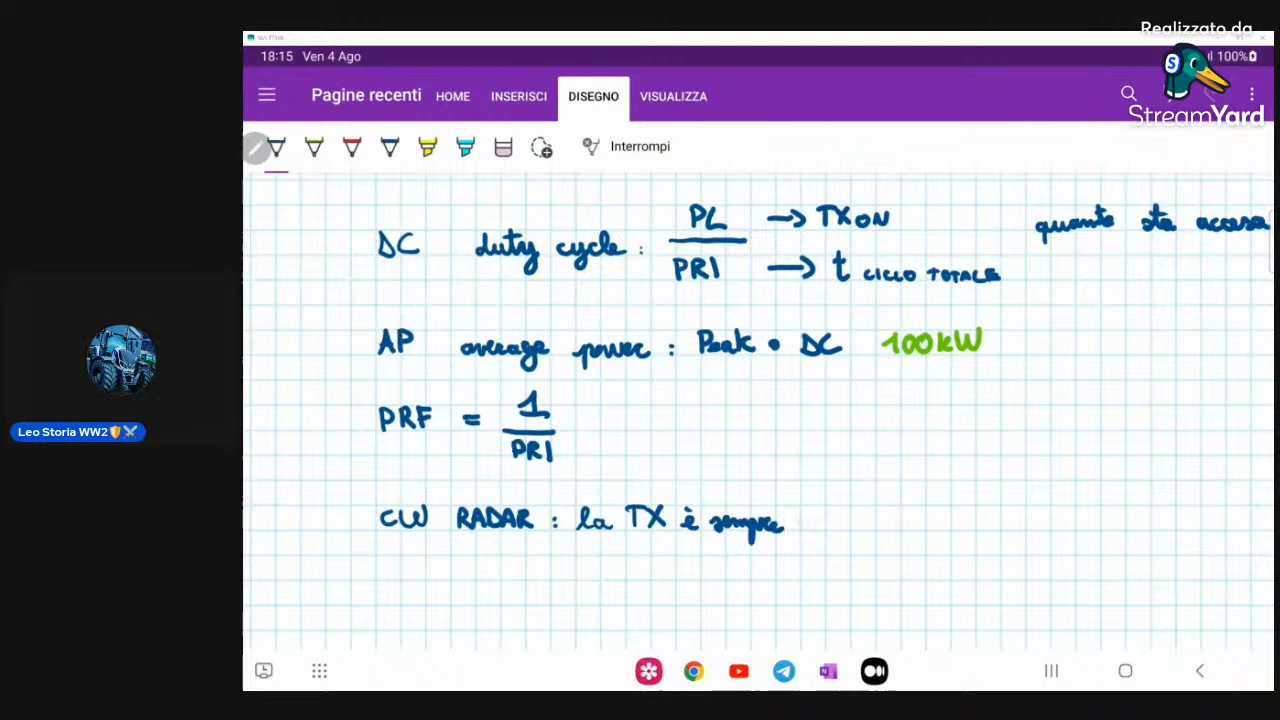 Realizzato da
StreamYard
18:15 Ven 4 Ago
100%
Pagine recenti HOME INSERISCI DISEGNO VISUALIZZA
Interrompi
DC duty cycle : PL → TX ON quanto sta accesa
PRI → t CICLO TOTALE
AP average power : Peak • DC 100kW
PRF = 1
PRI
CW RADAR : la TX è sempre
Leo Storia WW2